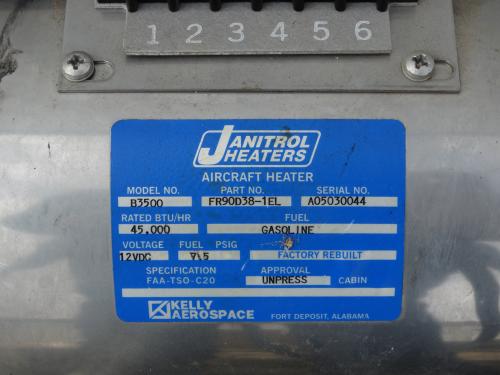 1 2 3 4 5 6
JANITROL
HEATERS
AIRCRAFT HEATER
MODEL NO. PART NO. SERIAL NO.
B3500 FR90D38-1EL A05030044
RATED BTU/HR FUEL
45,000 GASOLINE
VOLTAGE FUEL PSIG
12VDC 7.5 FACTORY REBUILT
SPECIFICATION APPROVAL
FAA-TSO-C20 UNPRESS CABIN
KELLY
AEROSPACE FORT DEPOSIT, ALABAMA